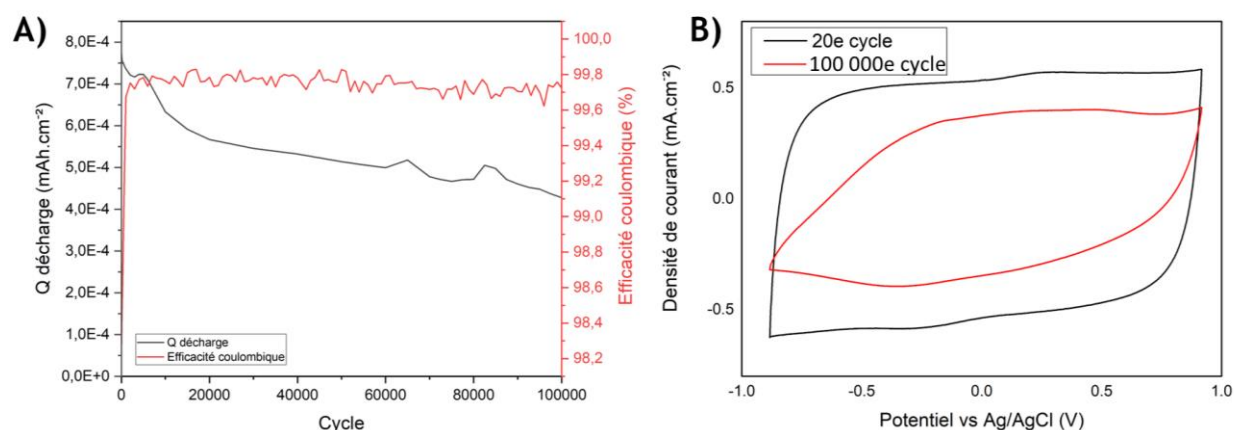 A)
8,0E-4
7,0E-4
6,0E-4
5,0E-4
4,0E-4
3,0E-4
2,0E-4
1,0E-4
0,0E+0
Q décharge (mAh.cm⁻²)
0 20000 40000 60000 80000 100000
Cycle
Q décharge
Efficacité coulombique
100,0
99,8
99,6
99,4
99,2
99,0
98,8
98,6
98,4
98,2
Efficacité coulombique (%)
B)
20e cycle
100 000e cycle
0.5
0.0
-0.5
Densité de courant (mA.cm⁻²)
-1.0 -0.5 0.0 0.5 1.0
Potentiel vs Ag/AgCl (V)